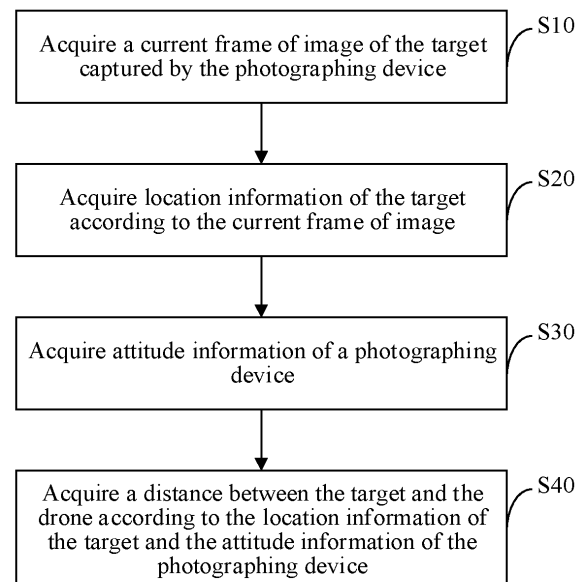 Acquire a current frame of image of the target
captured by the photographing device
S10
Acquire location information of the target
according to the current frame of image
S20
Acquire attitude information of a photographing
device
S30
Acquire a distance between the target and the
drone according to the location information of
the target and the attitude information of the
photographing device
S40